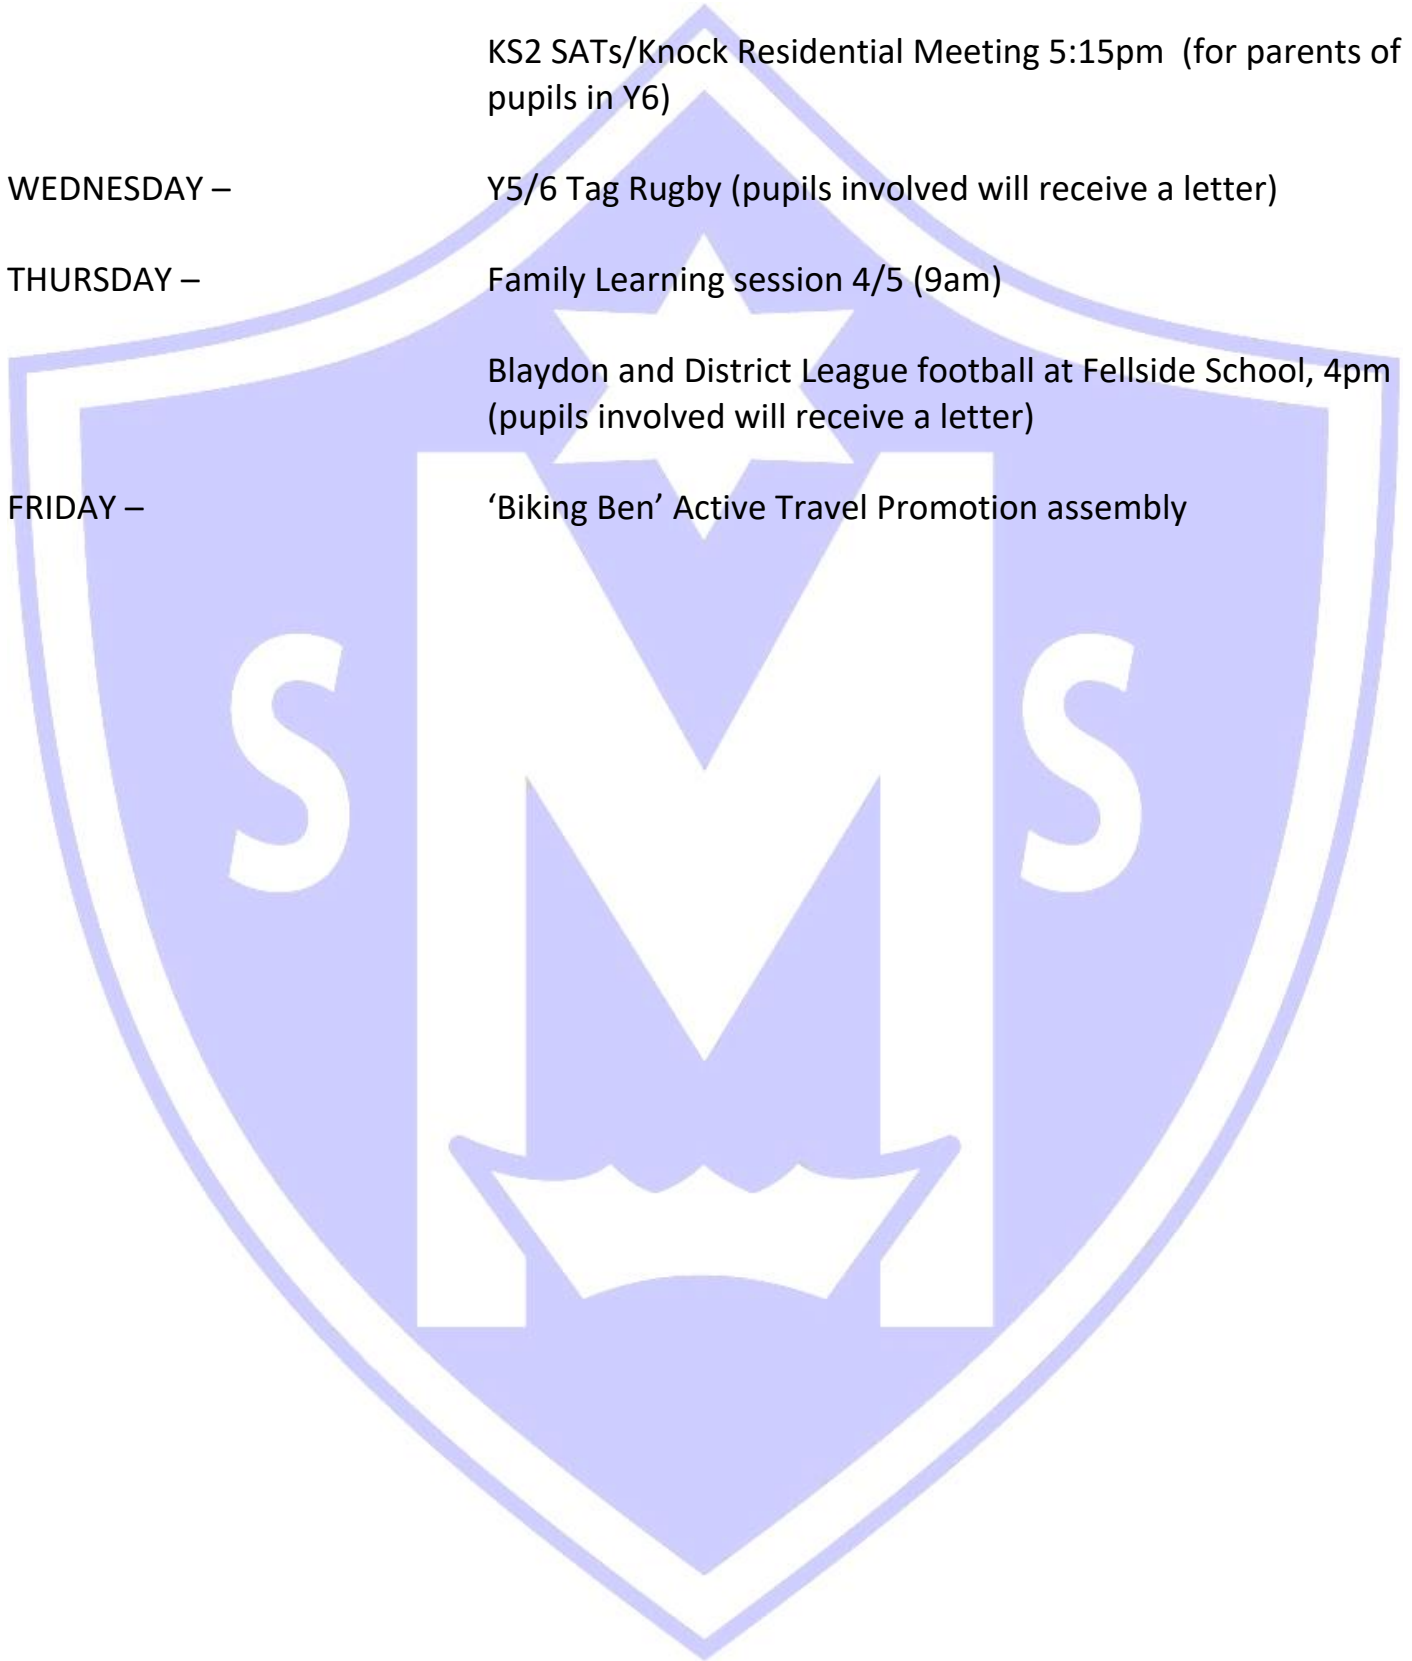 KS2 SATs/Knock Residential Meeting 5:15pm (for parents of
pupils in Y6)
WEDNESDAY – Y5/6 Tag Rugby (pupils involved will receive a letter)
THURSDAY – Family Learning session 4/5 (9am)
Blaydon and District League football at Fellside School, 4pm
(pupils involved will receive a letter)
FRIDAY – ‘Biking Ben’ Active Travel Promotion assembly
S M S